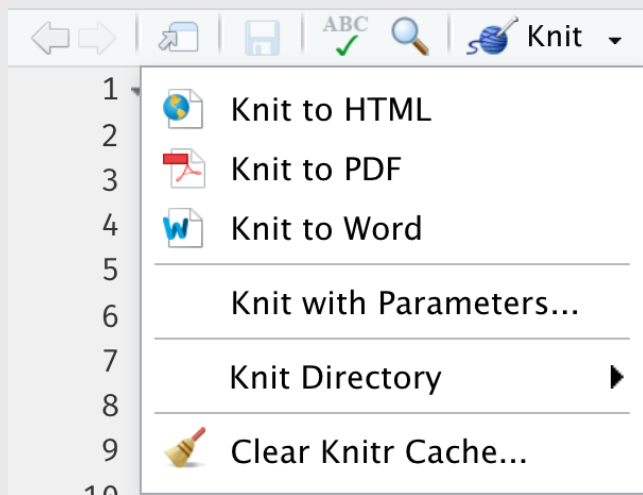 ABC
Knit
1
Knit to HTML
2
3
Knit to PDF
4
Knit to Word
5
6
Knit with Parameters...
7
Knit Directory
8
9
Clear Knitr Cache...
10